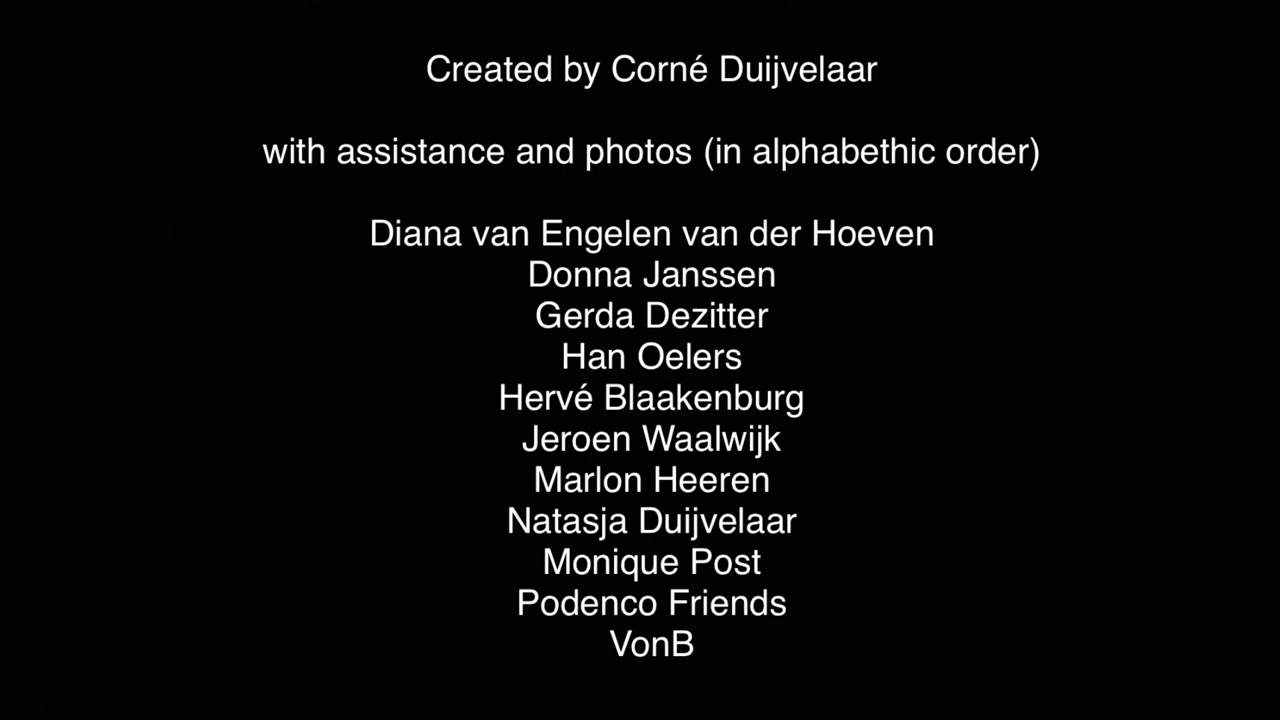 Created by Corné Duijvelaar
with assistance and photos (in alphabethic order)
Diana van Engelen van der Hoeven
Donna Janssen
Gerda Dezitter
Han Oelers
Hervé Blaakenburg
Jeroen Waalwijk
Marlon Heeren
Natasja Duijvelaar
Monique Post
Podenco Friends
VonB